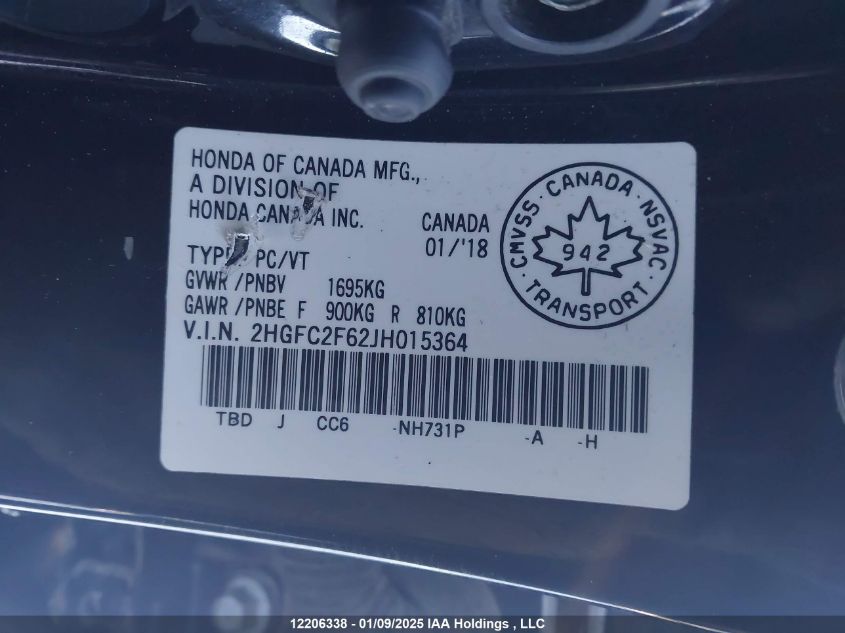 HONDA OF CANADA MFG.,
A DIVISION OF
HONDA CANADA INC.
CANADA
01/'18
TYPE: PC/VT
GVWR/PNBV 1695KG
GAWR/PNBE F 900KG R 810KG
V.I.N. 2HGFC2F62JH015364
TBD J CC6 -NH731P -A -H
CMVSS · CANADA · NSVAC
942
· TRANSPORT ·
12206338 - 01/09/2025 IAA Holdings , LLC